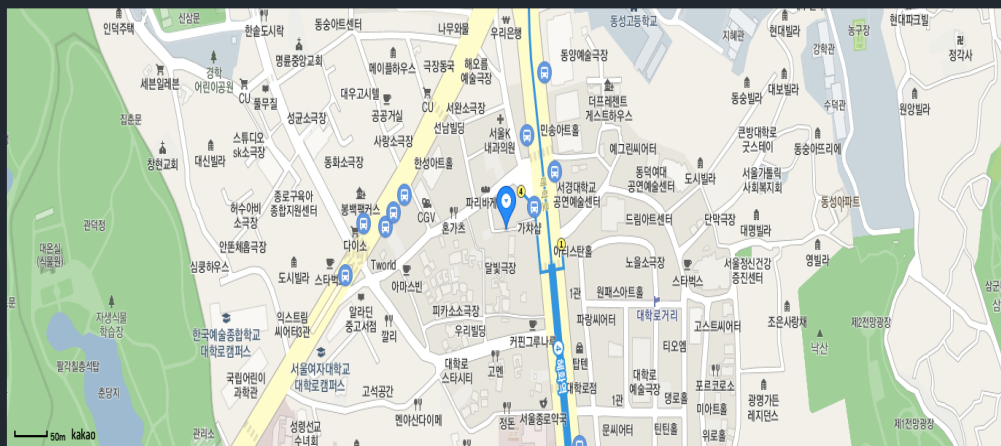 인덕주택
신삼문
한솥도시락
동숭아트센터
나무와물
우리은행
동성고등학교
지혜관
현대빌라
농구장
현대파크빌
강학관
정각사
명륜중앙교회
메이플하우스
극장동국
해오름
예술극장
동양예술극장
세븐일레븐
경학
어린이공원
CU
풀무질
대우고시텔
공공거실
CU
서완소극장
선남빌딩
더프레젠트
게스트하우스
동숭빌라
대보빌라
수덕관
원앙빌라
집춘문
성균소극장
사랑소극장
서울K
내과의원
민송아트홀
예그린씨어터
큰방대학로
굿스테이
동숭아뜨리에
창현교회
대신빌라
스튜디오
sk소극장
동화소극장
한성아트홀
동덕여대
공연예술센터
도시빌라
서울가톨릭
사회복지회
종로구육아
종합지원센터
봉백팩커스
CGV
파리바게
4
서경대학교
공연예술센터
동성아파트
관덕정
허수아비
소극장
혼가츠
가챠샵
드림아트센터
단막극장
대명빌라
대온실
(식물원)
안똔체홉극장
다이소
1
아티스탄홀
심쿵하우스
도시빌라
스타벅
Tworld
아마스빈
달빛극장
노을소극장
스타벅스
서울정신건강
증진센터
영빌라
자생식물
학습장
익스트림
씨어터3관
알라딘
중고서점
피카소소극장
1관
원패스아트홀
대학로거리
조은사랑채
제2전망광장
한국예술종합학교
대학로캠퍼스
깔리
우리빌딩
커핀그루나루
파랑씨어터
고스트씨어터
낙산
팔각칠층석탑
춘당지
국립어린이
과학관
서울여자대학교
대학로캠퍼스
대학로
스타시티
고멘
4
혜화역
탑텐
대학로점
티오엠
고석공간
대학로
예술극장
포르코로소
광명가든
레지던스
멘야산다이메
정돈
서울종로약국
1관
댕로홀
미아트홀
제1전망광장
관리소
성령선교
수녀회
문씨어터
틴틴홀
위로홀
50m
kakao